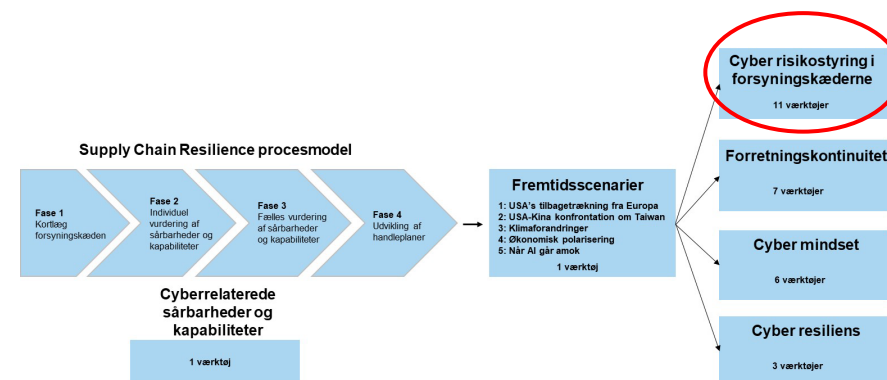 Supply Chain Resilience procesmodel
Fase 1
Kortlæg
forsyningskæden
Fase 2
Individuel
vurdering af
sårbarheder og
kapabiliteter
Fase 3
Fælles vurdering
af sårbarheder
og kapabiliteter
Fase 4
Udvikling af
handleplaner
Cyberrelaterede
sårbarheder og
kapabiliteter
1 værktøj
Fremtidsscenarier
1: USA's tilbagetrækning fra Europa
2: USA-Kina konfrontation om Taiwan
3: Klimaforandringer
4: Økonomisk polarisering
5: Når AI går amok
1 værktøj
Cyber risikostyring i
forsyningskæderne
11 værktøjer
Forretningskontinuitet
7 værktøjer
Cyber mindset
6 værktøjer
Cyber resiliens
3 værktøjer